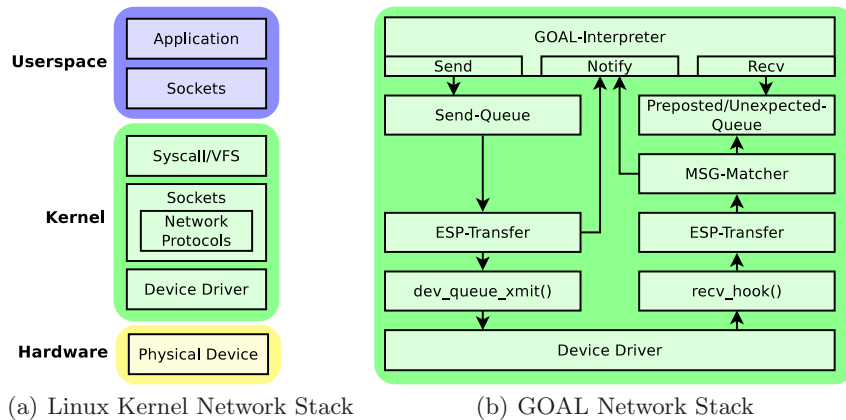 Userspace
Application
Sockets
Kernel
Syscall/VFS
Sockets
Network
Protocols
Device Driver
Hardware
Physical Device
(a) Linux Kernel Network Stack
GOAL-Interpreter
Send
Notify
Recv
Send-Queue
Preposted/Unexpected-
Queue
MSG-Matcher
ESP-Transfer
ESP-Transfer
dev_queue_xmit()
recv_hook()
Device Driver
(b) GOAL Network Stack